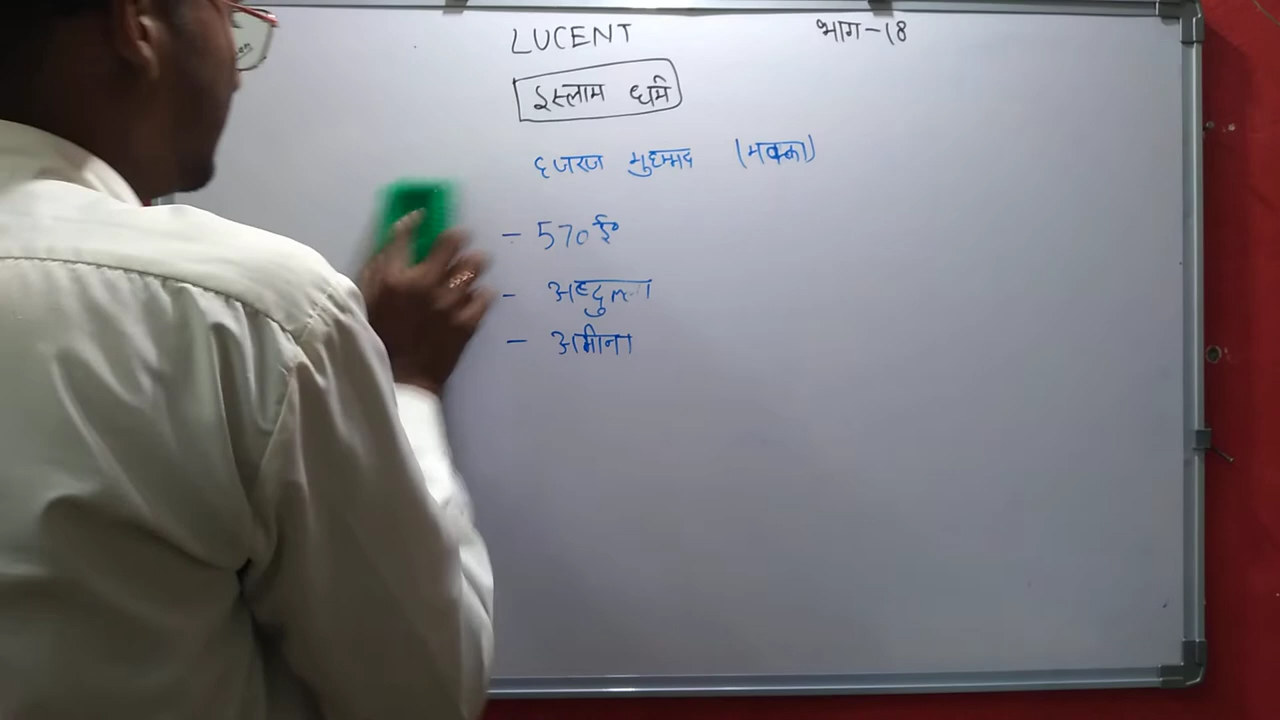 LUCENT भाग-18
इस्लाम धर्म
हजरत मुहम्मद (मक्का)
- 570 ई०
- अब्दुल्ला
- अमीना